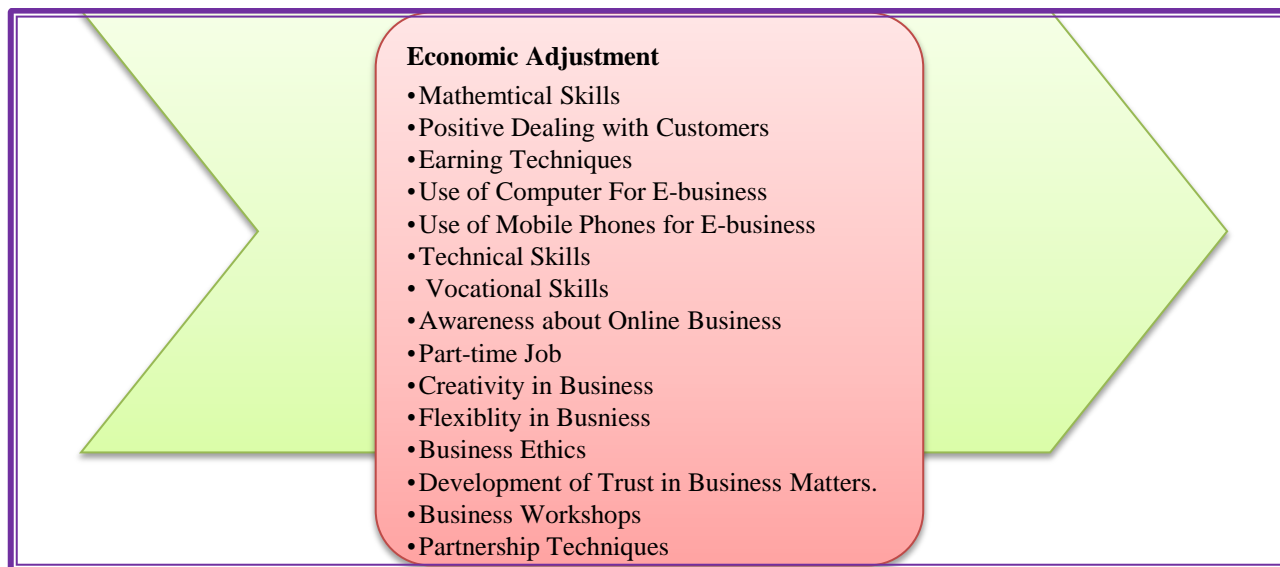 Economic Adjustment
•Mathemtical Skills
•Positive Dealing with Customers
•Earning Techniques
•Use of Computer For E-business
•Use of Mobile Phones for E-business
•Technical Skills
• Vocational Skills
•Awareness about Online Business
•Part-time Job
•Creativity in Business
•Flexiblity in Busniess
•Business Ethics
•Development of Trust in Business Matters.
•Business Workshops
•Partnership Techniques